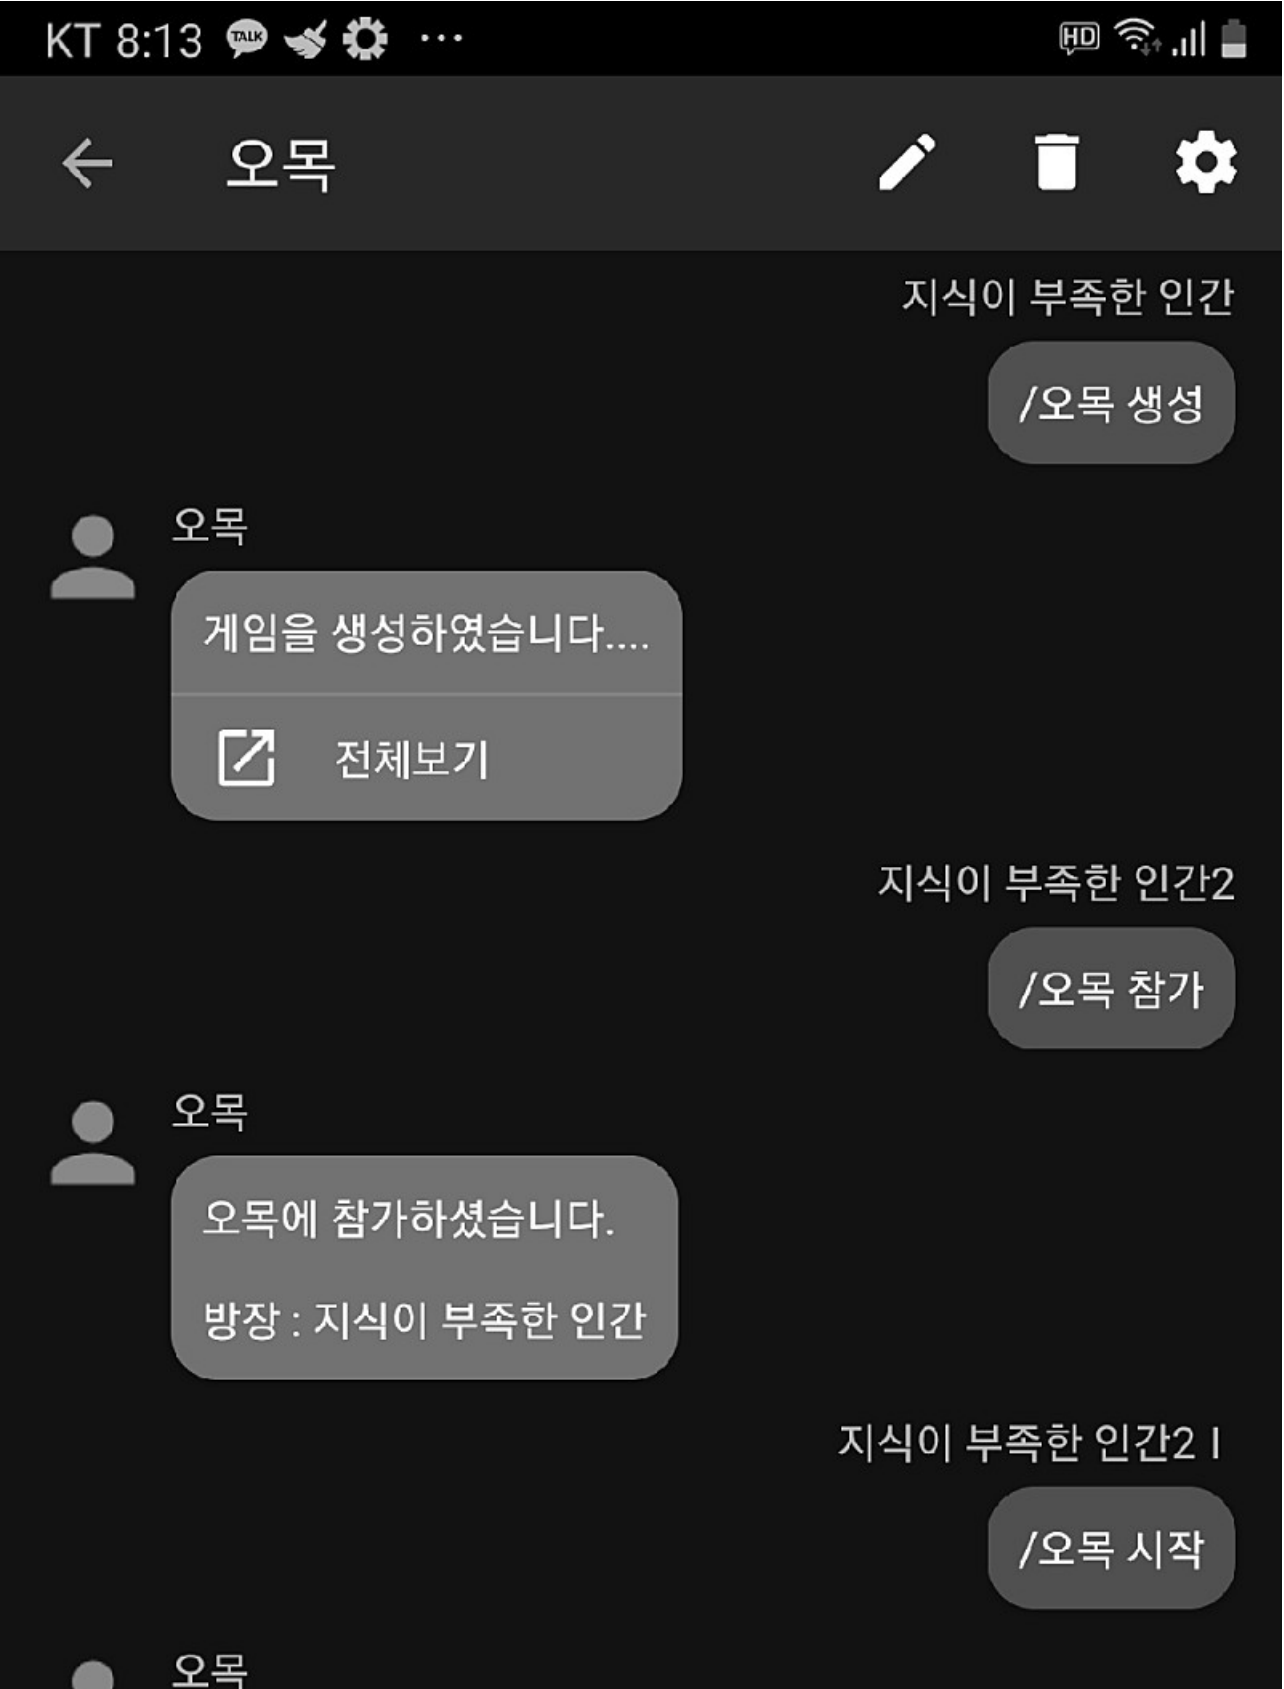 KT 8:13 TALK ... HD
오목
지식이 부족한 인간
/오목 생성
오목
게임을 생성하였습니다....
전체보기
지식이 부족한 인간2
/오목 참가
오목
오목에 참가하셨습니다.
방장 : 지식이 부족한 인간
지식이 부족한 인간2 ㅣ
/오목 시작
오목